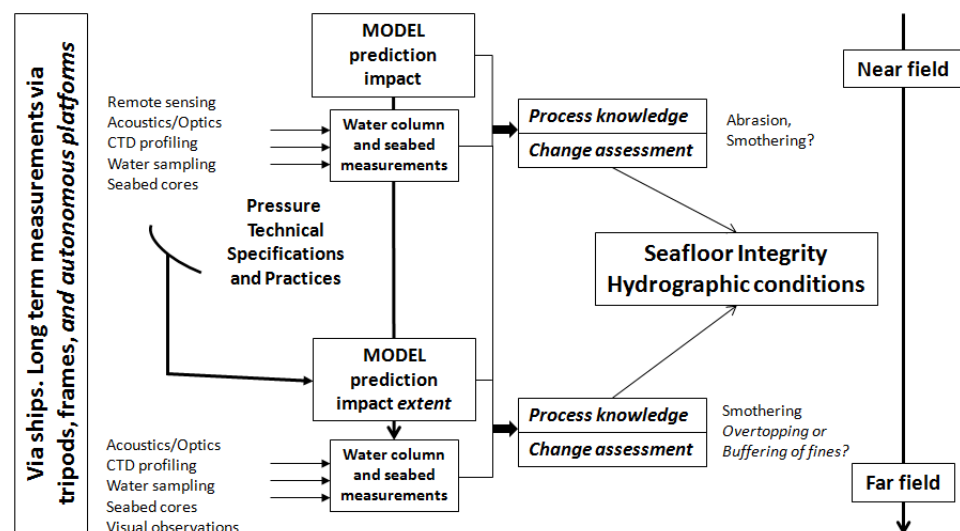 Via ships. Long term measurements via
tripods, frames, and autonomous platforms
MODEL
prediction
impact
Remote sensing
Acoustics/Optics
CTD profiling
Water sampling
Seabed cores
Water column
and seabed
measurements
Process knowledge
Change assessment
Abrasion,
Smothering?
Near field
Pressure
Technical
Specifications
and Practices
Seafloor Integrity
Hydrographic conditions
MODEL
prediction
impact extent
Acoustics/Optics
CTD profiling
Water sampling
Seabed cores
Visual observations
Water column
and seabed
measurements
Process knowledge
Change assessment
Smothering
Overtopping or
Buffering of fines?
Far field